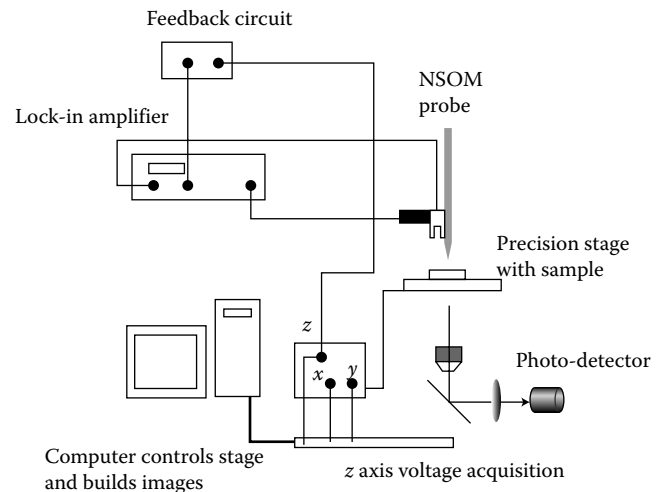 Feedback circuit
NSOM
probe
Lock-in amplifier
Precision stage
with sample
z
x
y
Photo-detector
Computer controls stage
and builds images
z axis voltage acquisition